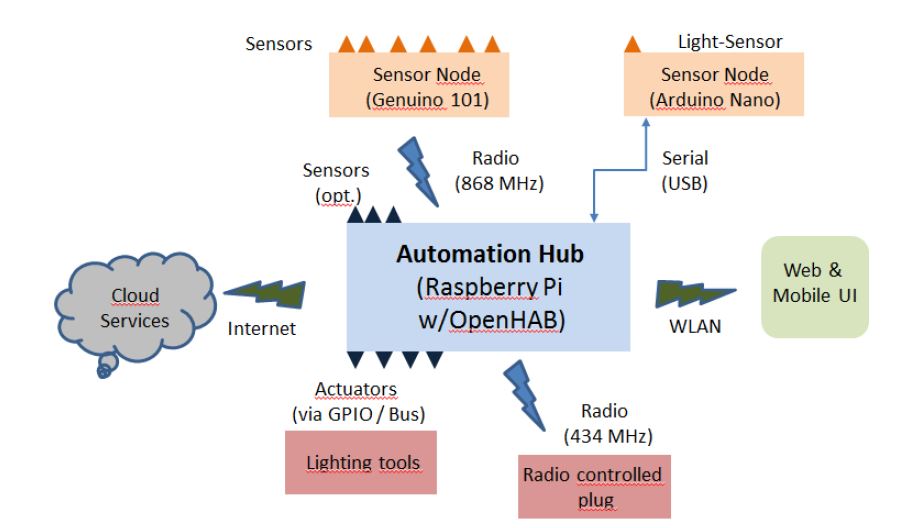 Sensors
Sensor Node
(Genuino 101)
Light-Sensor
Sensor Node
(Arduino Nano)
Sensors
(opt.)
Radio
(868 MHz)
Serial
(USB)
Automation Hub
(Raspberry Pi
w/OpenHAB)
Cloud
Services
Internet
WLAN
Web &
Mobile UI
Actuators
(via GPIO / Bus)
Lighting tools
Radio
(434 MHz)
Radio controlled
plug